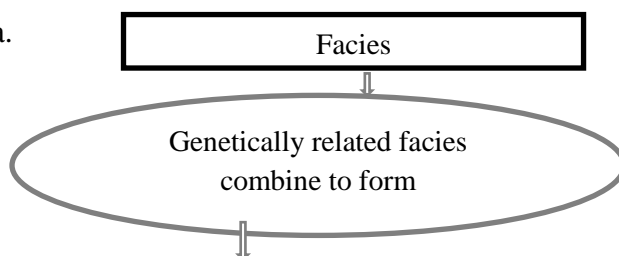 a.
Facies
Genetically related facies
combine to form